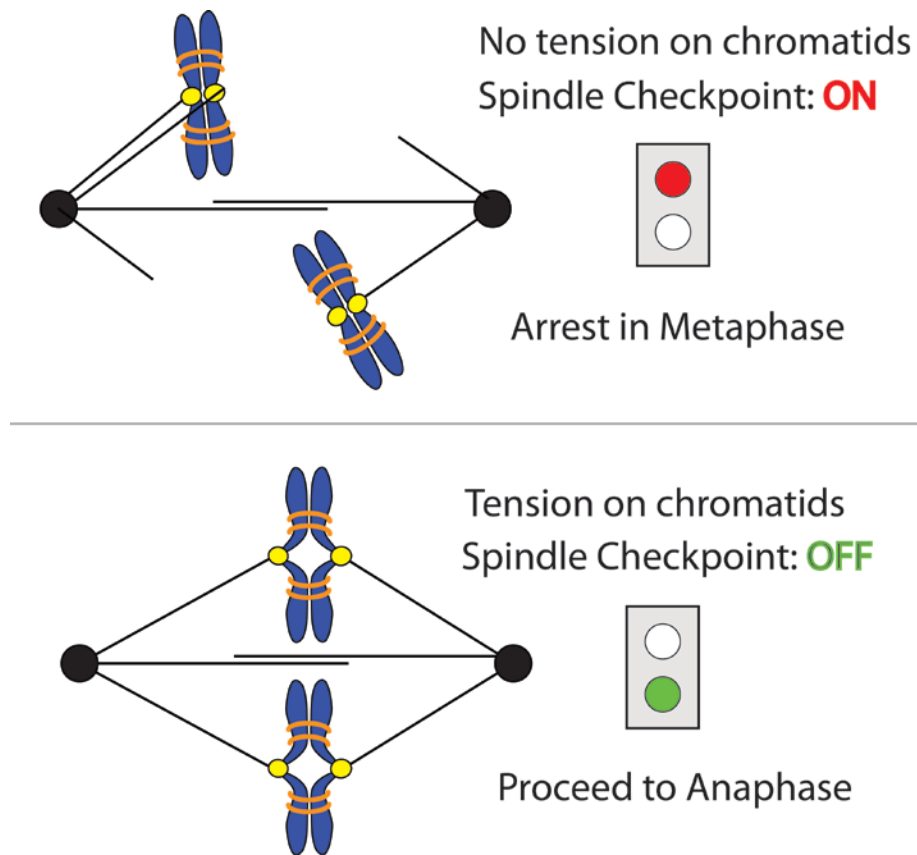 No tension on chromatids
Spindle Checkpoint: ON
Arrest in Metaphase
Tension on chromatids
Spindle Checkpoint: OFF
Proceed to Anaphase